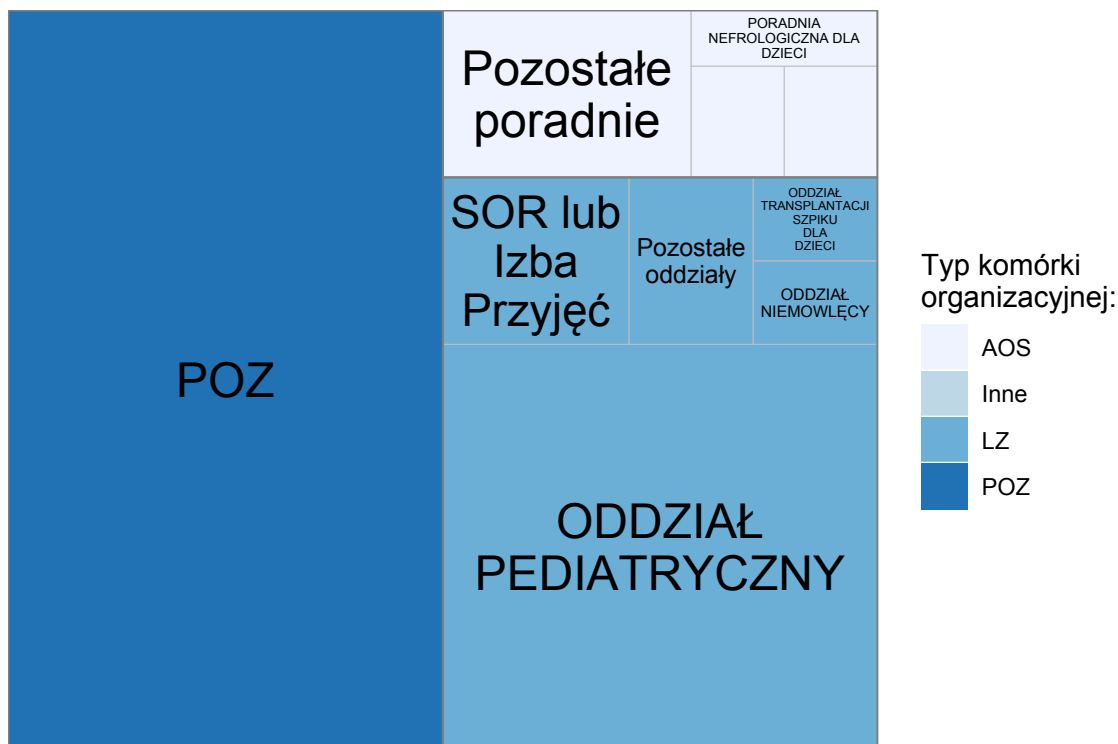 POZ
Pozostałe
poradnie
PORADNIA
NEFROLOGICZNA DLA
DZIECI
SOR lub
Izba
Przyjęć
Pozostałe
oddziały
ODDZIAŁ
TRANSPLANTACJI
SZPIKU
DLA
DZIECI
ODDZIAŁ
NIEMOWLĘCY
ODDZIAŁ
PEDIATRYCZNY
Typ komórki
organizacyjnej:
AOS
Inne
LZ
POZ